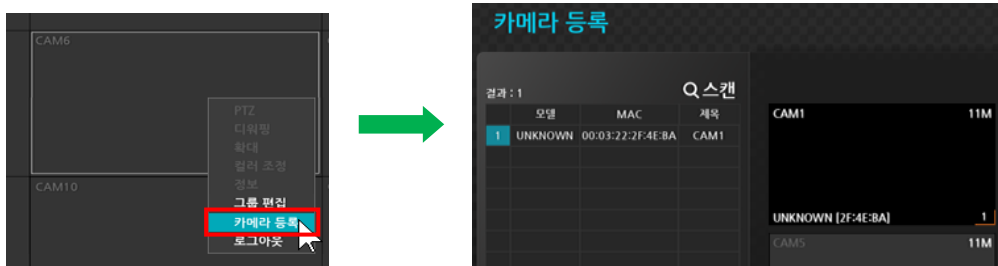 CAM6
PTZ
디워핑
확대
컬러 조정
정보
그룹 편집
카메라 등록
로그아웃
CAM10
카메라 등록
결과 : 1
스캔
모델 MAC 제목
1 UNKNOWN 00:03:22:2F:4E:BA CAM1
CAM1 11M
UNKNOWN [2F:4E:BA] 1
CAM5 11M